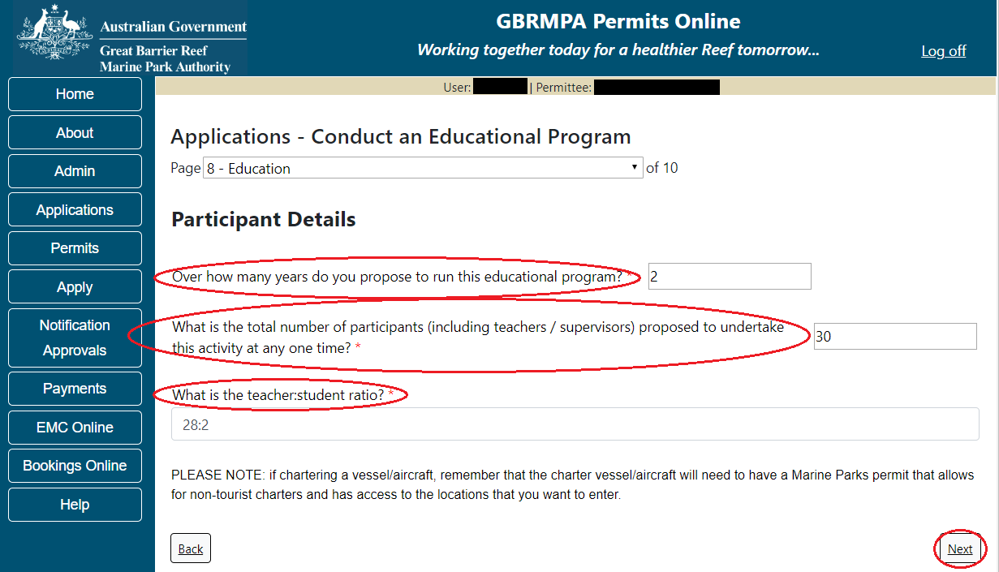 Australian Government
Great Barrier Reef
Marine Park Authority
GBRMPA Permits Online
Working together today for a healthier Reef tomorrow...
Log off
Home
About
Admin
Applications
Permits
Apply
Notification
Approvals
Payments
EMC Online
Bookings Online
Help
User: | Permittee:
Applications - Conduct an Educational Program
Page 8 - Education of 10
Participant Details
Over how many years do you propose to run this educational program? * 2
What is the total number of participants (including teachers / supervisors) proposed to undertake
this activity at any one time? * 30
What is the teacher:student ratio? *
28:2
PLEASE NOTE: if chartering a vessel/aircraft, remember that the charter vessel/aircraft will need to have a Marine Parks permit that allows
for non-tourist charters and has access to the locations that you want to enter.
Back
Next